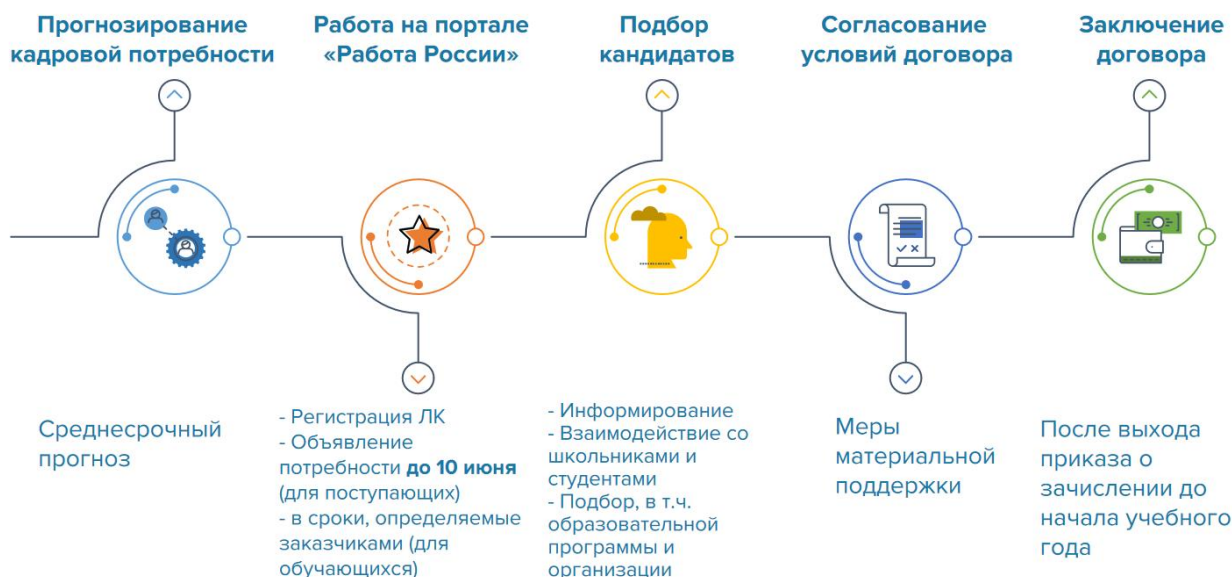 Прогнозирование
кадровой потребности
Работа на портале
«Работа России»
Подбор
кандидатов
Согласование
условий договора
Заключение
договора
Среднесрочный
прогноз
- Регистрация ЛК
- Объявление
потребности до 10 июня
(для поступающих)
- в сроки, определяемые
заказчиками (для
обучающихся)
- Информирование
- Взаимодействие со
школьниками и
студентами
- Подбор, в т.ч.
образовательной
программы и
организации
Меры
материальной
поддержки
После выхода
приказа о
зачислении до
начала учебного
года